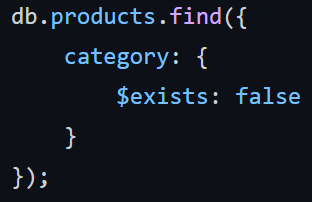 db.products.find({
    category: {
        $exists: false
    }
});